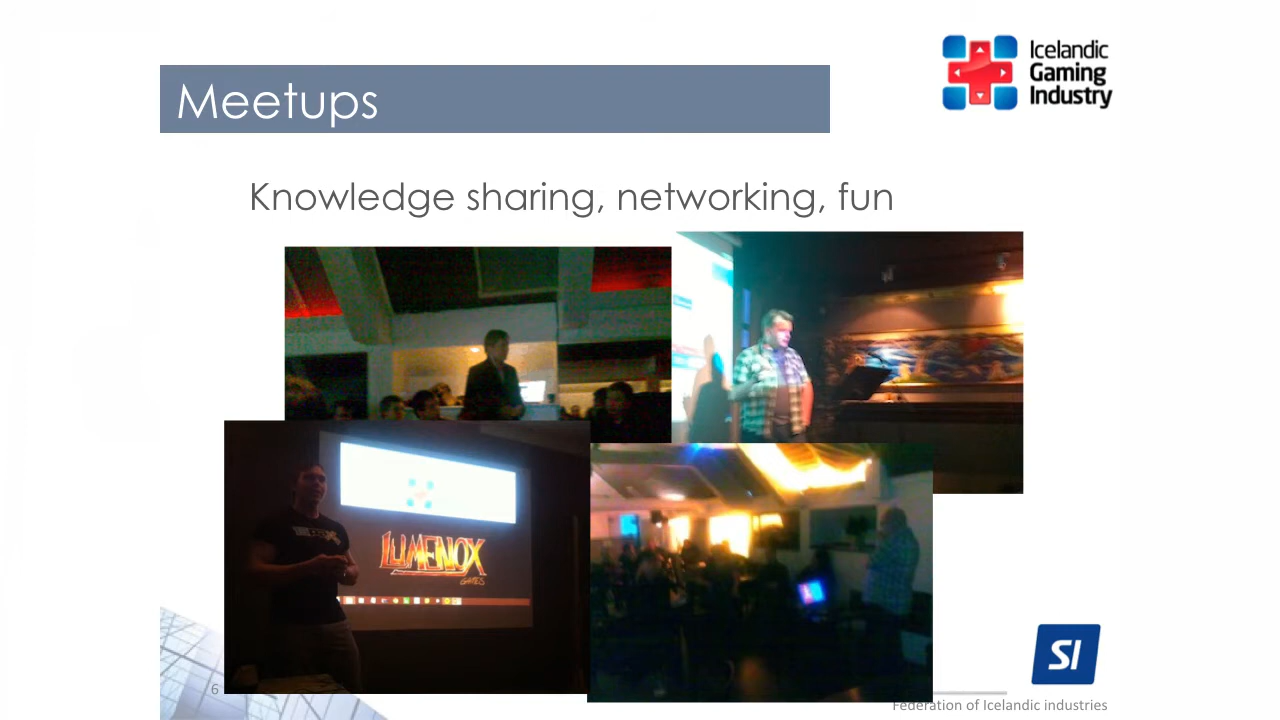 Icelandic
Gaming
Industry
Meetups
Knowledge sharing, networking, fun
LUMENOX
GAMES
SI
6
Federation of Icelandic industries